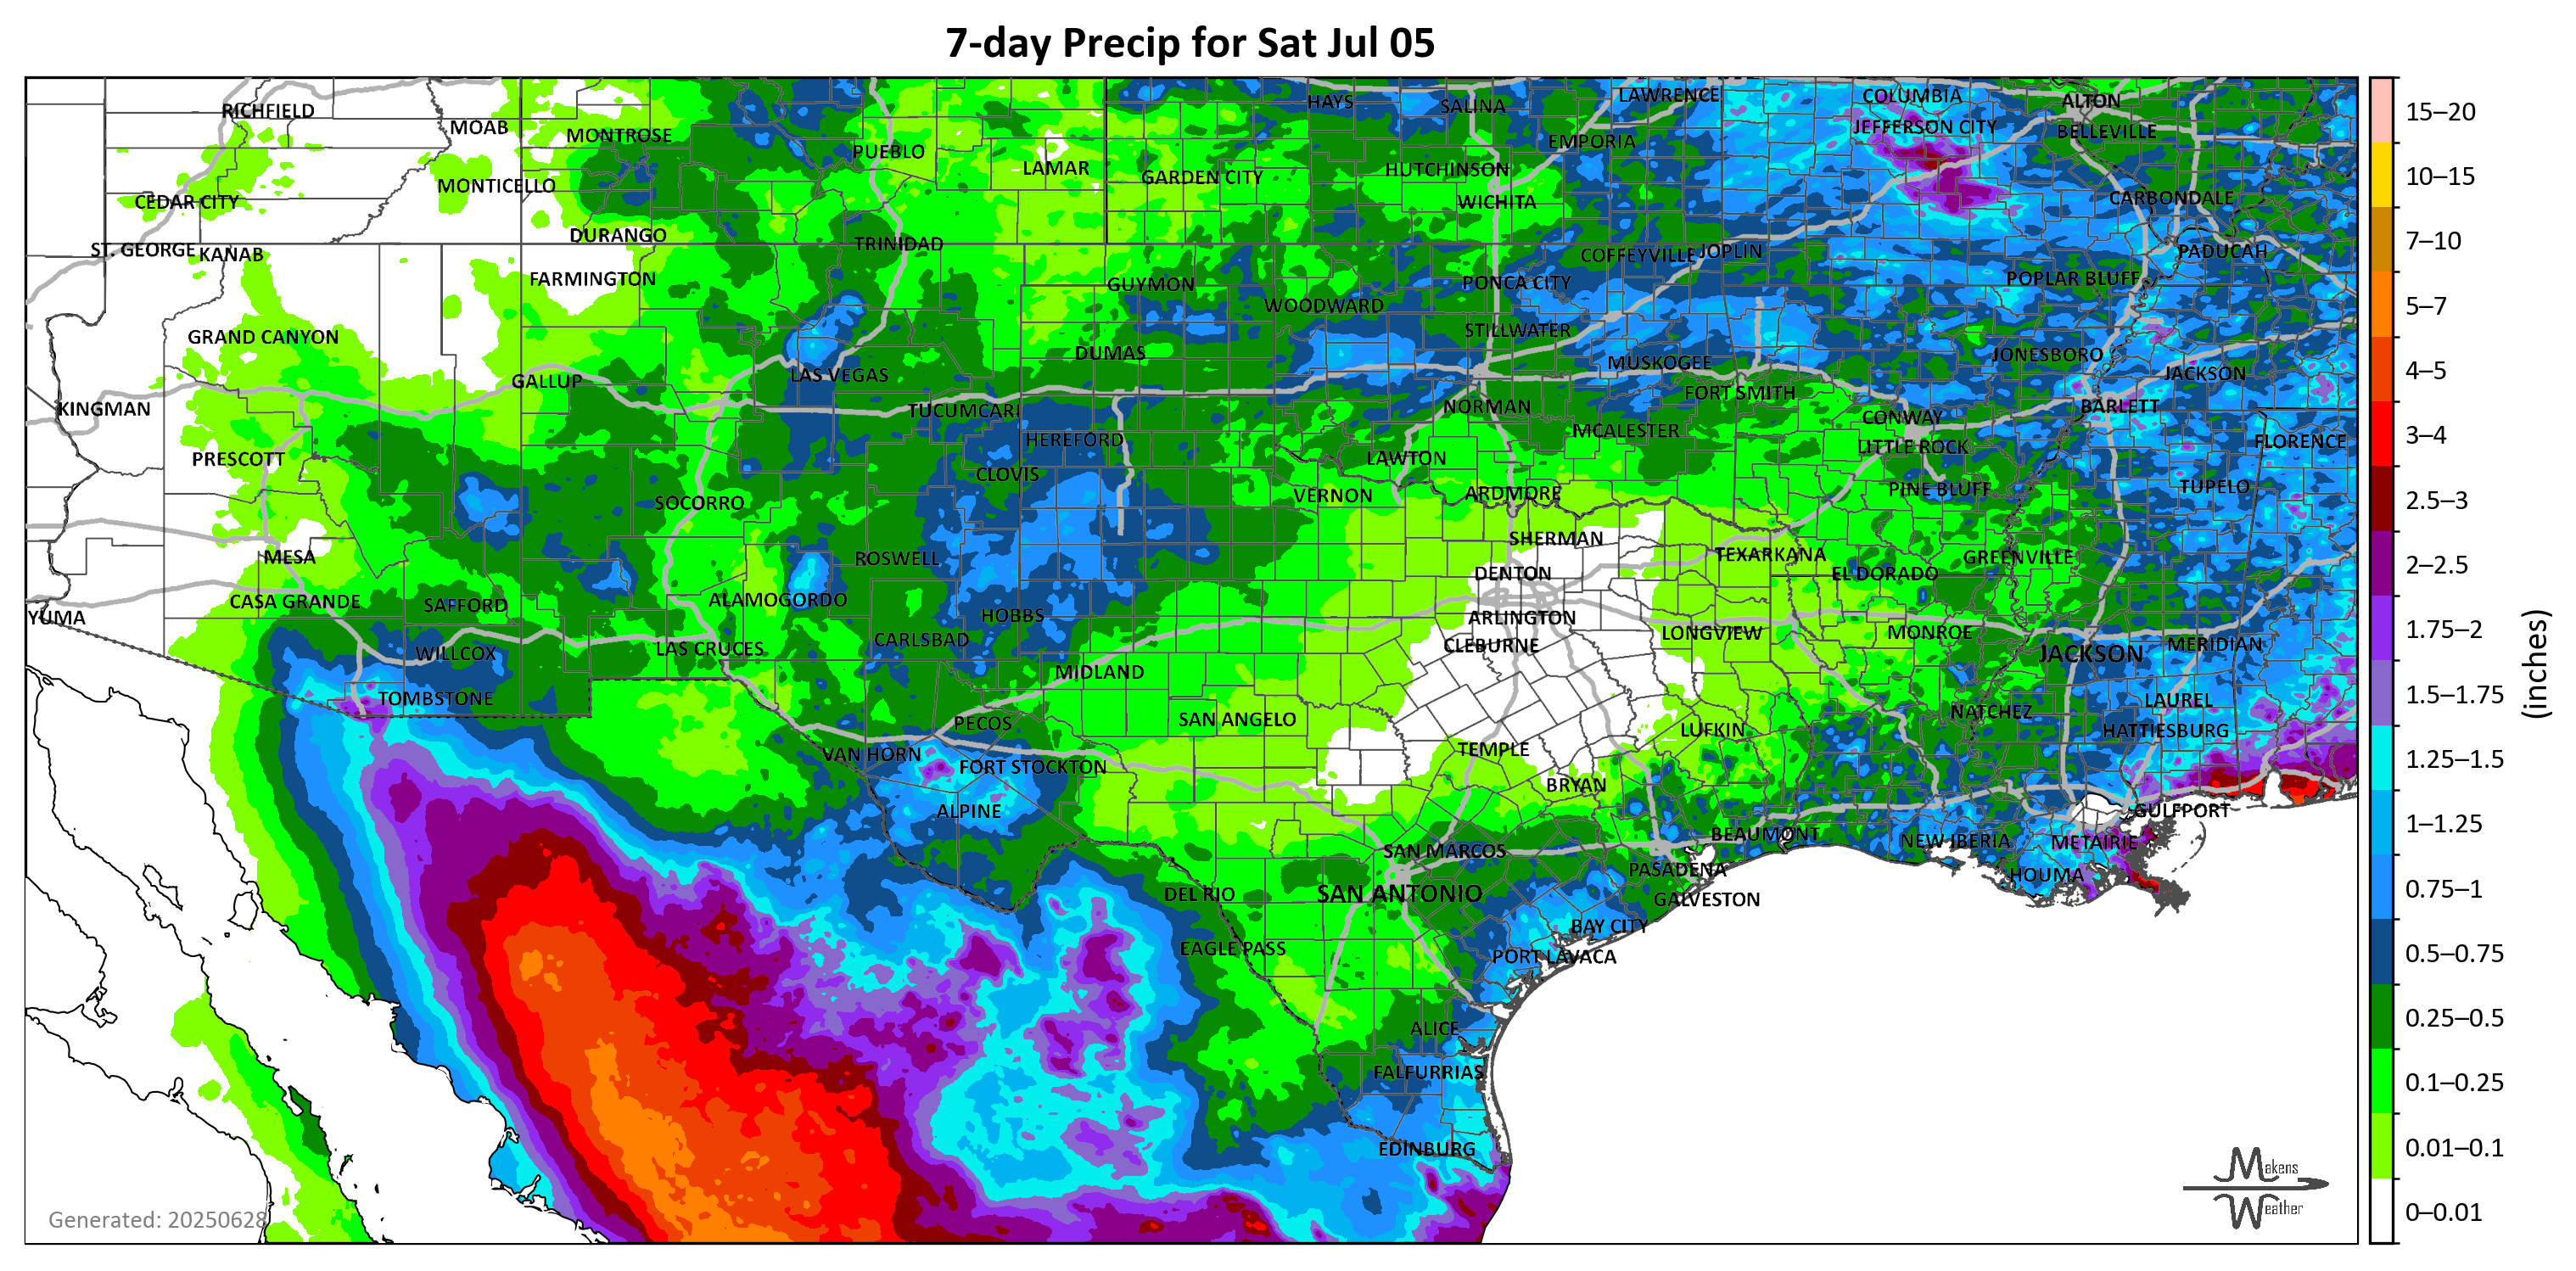 7-day Precip for Sat Jul 05
RICHFIELD
MOAB
MONTROSE
PUEBLO
LAMAR
GARDEN CITY
HAYS
SALINA
LAWRENCE
COLUMBIA
ALTON
HUTCHINSON
EMPORIA
JEFFERSON CITY
BELLEVILLE
CEDAR CITY
MONTICELLO
WICHITA
CARBONDALE
ST. GEORGE
KANAB
DURANGO
TRINIDAD
COFFEYVILLE
JOPLIN
PADUCAH
FARMINGTON
GUYMON
WOODWARD
PONCA CITY
POPLAR BLUFF
GRAND CANYON
DUMAS
STILLWATER
JONESBORO
GALLUP
LAS VEGAS
MUSKOGEE
FORT SMITH
JACKSON
KINGMAN
TUCUMCARI
NORMAN
CONWAY
BARLETT
PRESCOTT
HEREFORD
CLOVIS
LAWTON
MCALESTER
LITTLE ROCK
FLORENCE
SOCORRO
VERNON
ARDMORE
PINE BLUFF
TUPELO
MESA
ROSWELL
SHERMAN
DENTON
TEXARKANA
EL DORADO
GREENVILLE
YUMA
CASA GRANDE
SAFFORD
ALAMOGORDO
HOBBS
ARLINGTON
WILLCOX
LAS CRUCES
CARLSBAD
CLEBURNE
LONGVIEW
MONROE
JACKSON
MERIDIAN
TOMBSTONE
MIDLAND
PECOS
SAN ANGELO
LUFKIN
NATCHEZ
LAUREL
HATTIESBURG
VAN HORN
FORT STOCKTON
TEMPLE
BRYAN
ALPINE
GULFPORT
SAN MARCOS
BEAUMONT
NEW IBERIA
METAIRIE
DEL RIO
SAN ANTONIO
PASADENA
GALVESTON
HOUMA
EAGLE PASS
BAY CITY
PORT LAVACA
ALICE
FALFURRIAS
EDINBURG
Generated: 20250628
Makens
Weather
15–20
10–15
7–10
5–7
4–5
3–4
2.5–3
2–2.5
1.75–2
1.5–1.75
1.25–1.5
1–1.25
0.75–1
0.5–0.75
0.25–0.5
0.1–0.25
0.01–0.1
0–0.01
(inches)